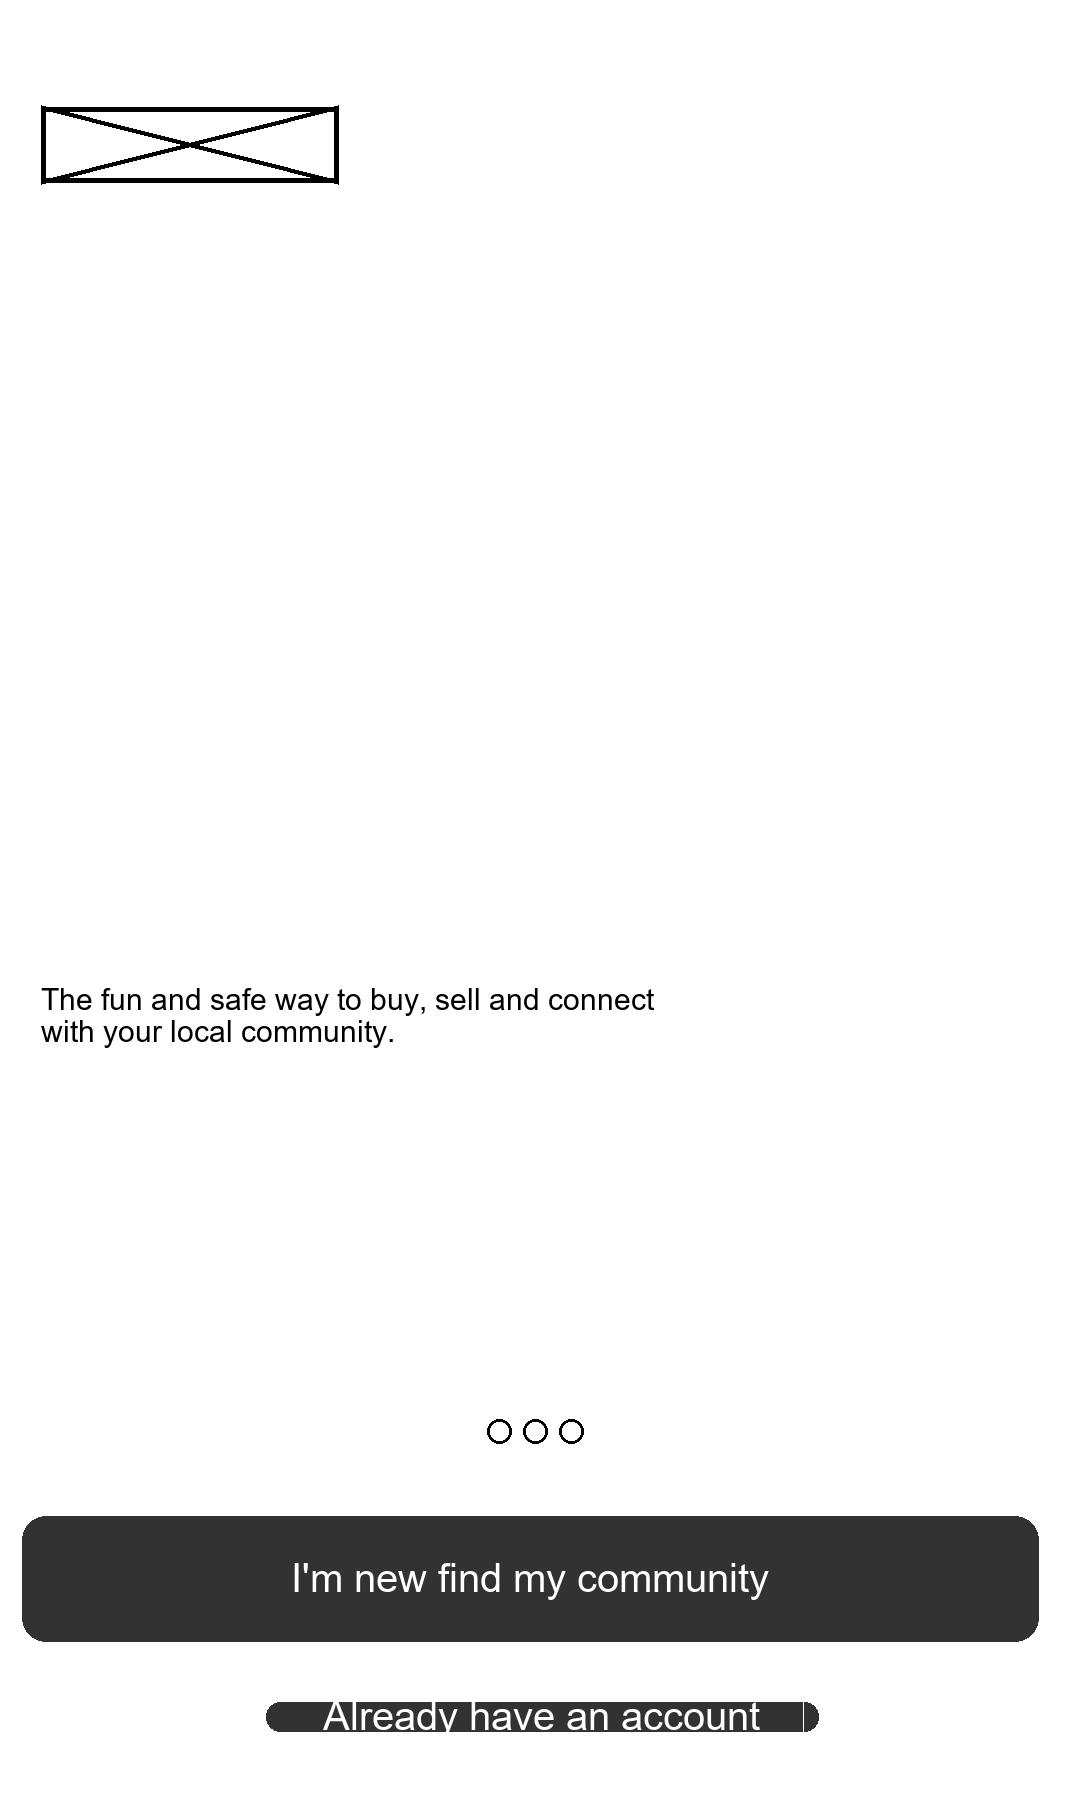 The fun and safe way to buy, sell and connect
with your local community.
I'm new find my community
Already have an account